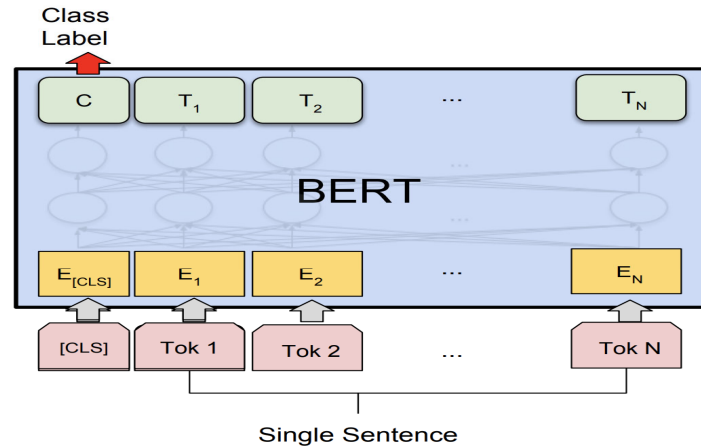 Class
Label
C T1 T2 ... TN
...
BERT
...
E[CLS] E1 E2 ... EN
[CLS] Tok 1 Tok 2 ... Tok N
Single Sentence